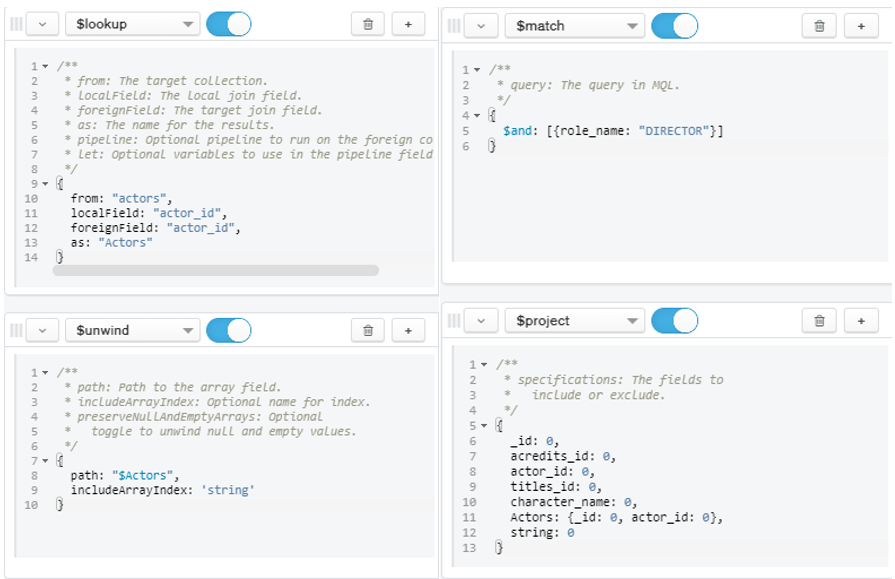 $lookup
1 /**
2 * from: The target collection.
3 * localField: The local join field.
4 * foreignField: The target join field.
5 * as: The name for the results.
6 * pipeline: Optional pipeline to run on the foreign co
7 * let: Optional variables to use in the pipeline field
8 */
9 {
10 from: "actors",
11 localField: "actor_id",
12 foreignField: "actor_id",
13 as: "Actors"
14 }
$unwind
1 /**
2 * path: Path to the array field.
3 * includeArrayIndex: Optional name for index.
4 * preserveNullAndEmptyArrays: Optional
5 * toggle to unwind null and empty values.
6 */
7 {
8 path: "$Actors",
9 includeArrayIndex: 'string'
10 }
$match
1 /**
2 * query: The query in MQL.
3 */
4 {
5 $and: [{role_name: "DIRECTOR"}]
6 }
$project
1 /**
2 * specifications: The fields to
3 * include or exclude.
4 */
5 {
6 _id: 0,
7 acredits_id: 0,
8 actor_id: 0,
9 titles_id: 0,
10 character_name: 0,
11 Actors: {_id: 0, actor_id: 0},
12 string: 0
13 }